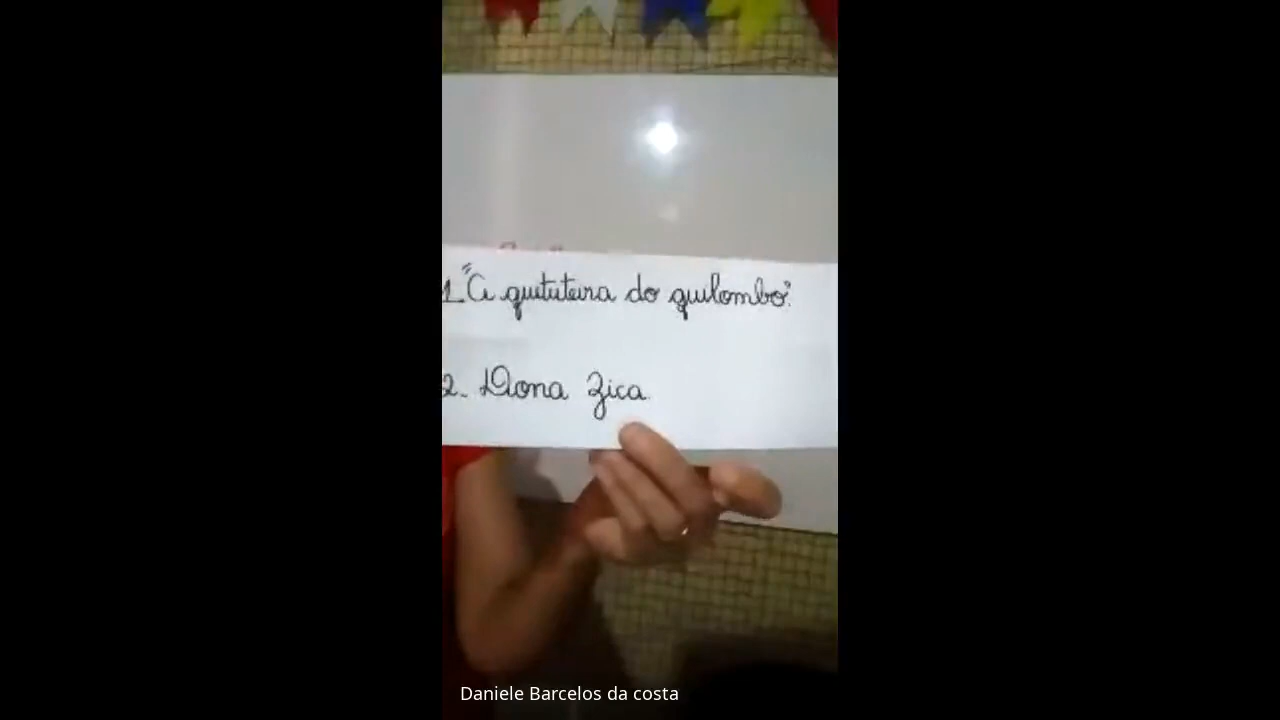 1. "A quituteira do quilombo".
2. Dona Zica.
Daniele Barcelos da costa